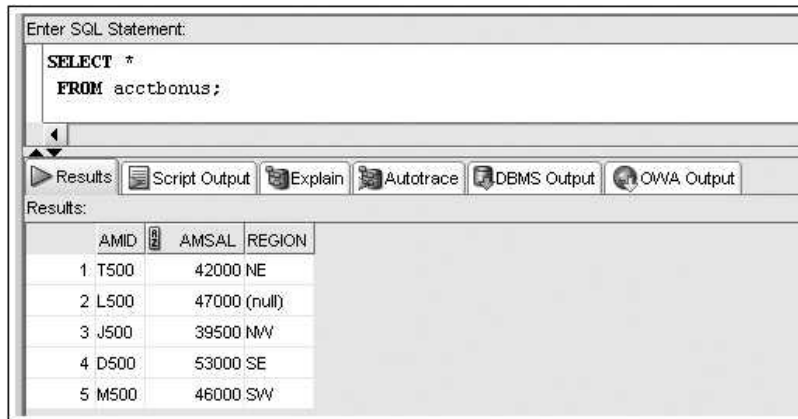 Enter SQL Statement:
SELECT *
FROM acctbonus;
Results Script Output Explain Autotrace DBMS Output OWA Output
Results:
AMID AMSAL REGION
1 T500 42000 NE
2 L500 47000 (null)
3 J500 39500 NW
4 D500 53000 SE
5 M500 46000 SW